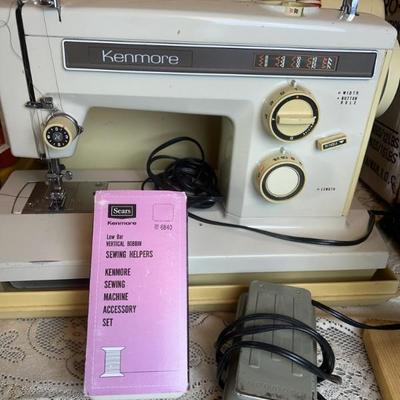 Kenmore
WIDTH
BUTTON
HOLE
LENGTH
Sears
Kenmore
6840
Low Bar
VERTICAL BOBBIN
SEWING HELPERS
KENMORE
SEWING
MACHINE
ACCESSORY
SET